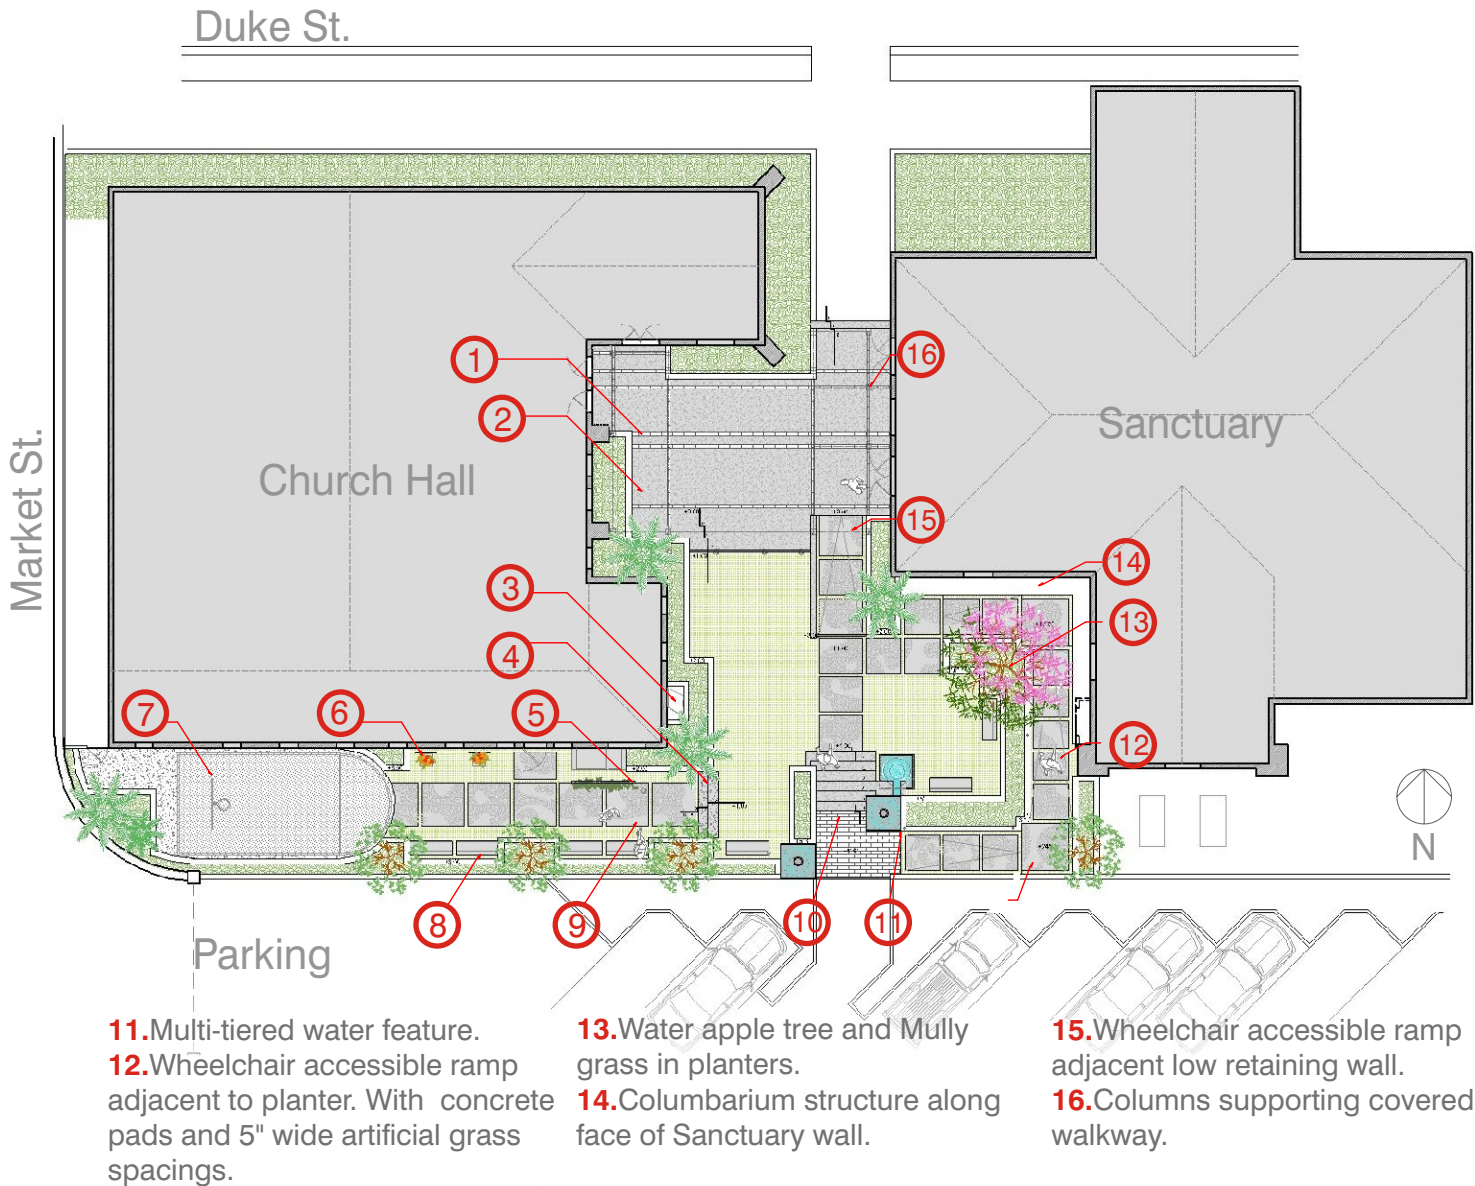 Duke St.
Market St.
Church Hall
Sanctuary
1
2
3
4
5
6
7
8
9
10
11
12
13
14
15
16
N
Parking
11.Multi-tiered water feature.
12.Wheelchair accessible ramp
adjacent to planter. With concrete
pads and 5" wide artificial grass
spacings.
13.Water apple tree and Mully
grass in planters.
14.Columbarium structure along
face of Sanctuary wall.
15.Wheelchair accessible ramp
adjacent low retaining wall.
16.Columns supporting covered
walkway.